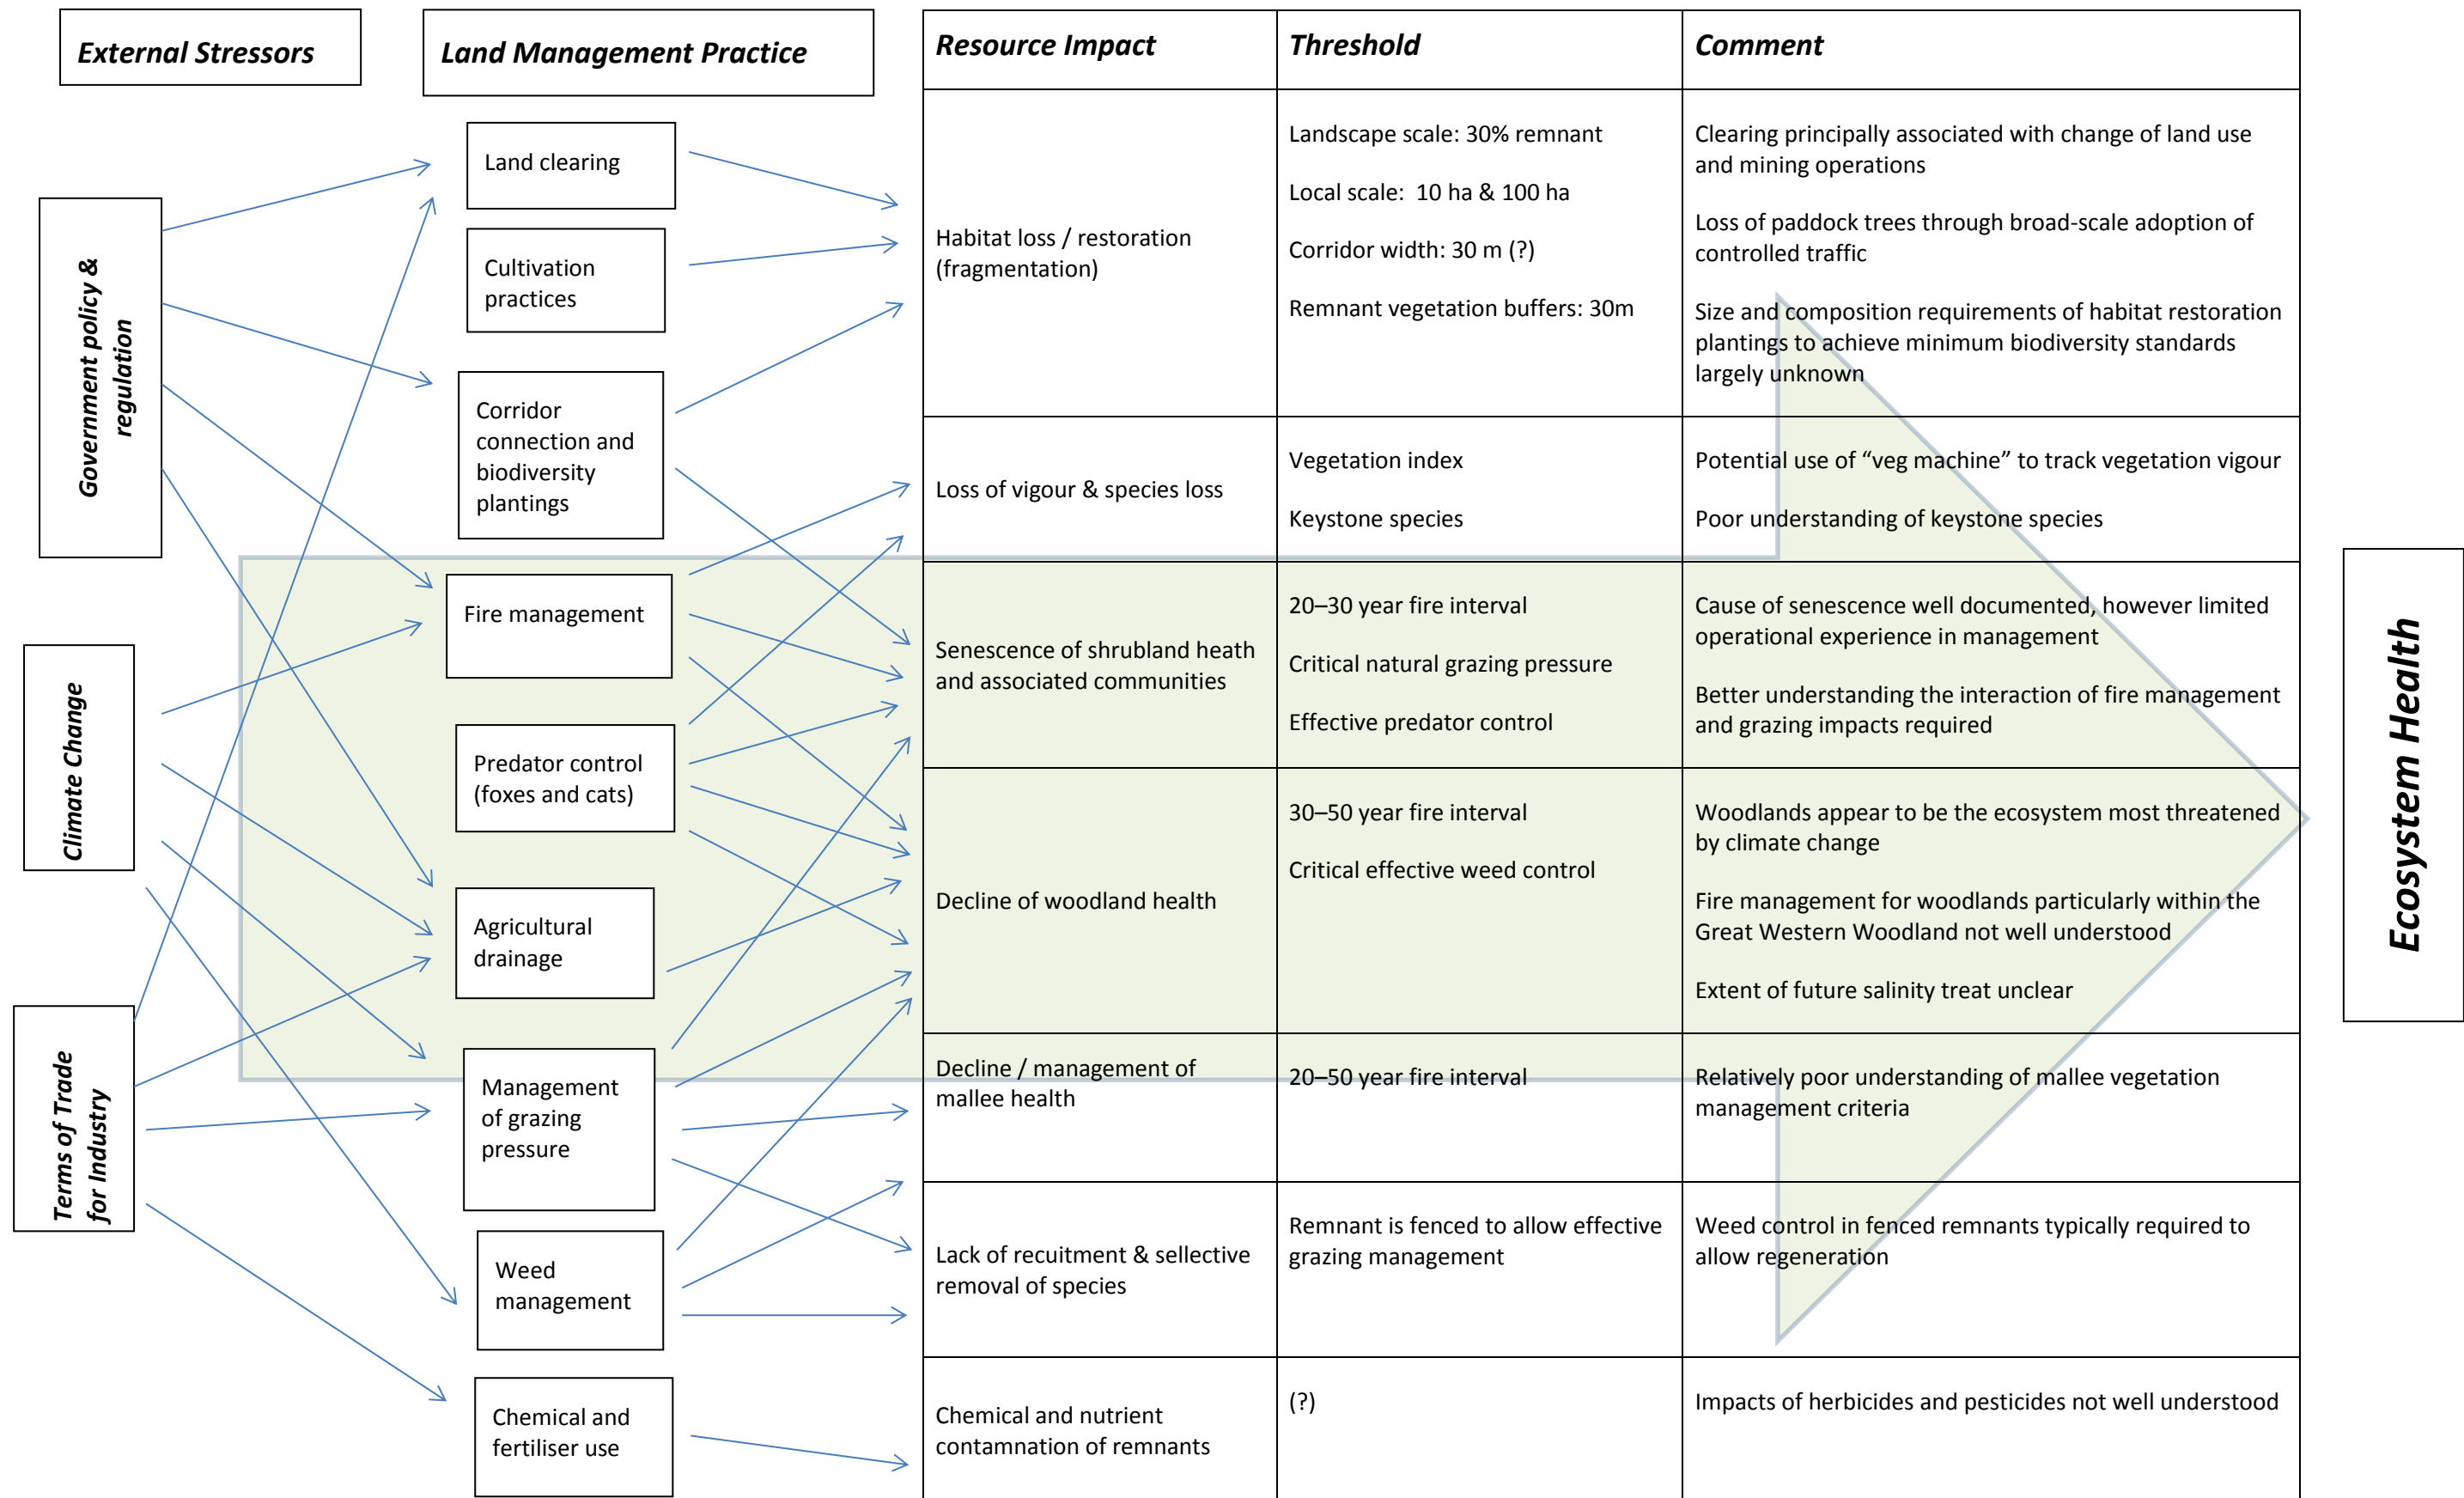 External Stressors
Land Management Practice
Resource Impact
Threshold
Comment
Government policy &
regulation
Climate Change
Terms of Trade
for Industry
Land clearing
Cultivation
practices
Corridor
connection and
biodiversity
plantings
Fire management
Predator control
(foxes and cats)
Agricultural
drainage
Management
of grazing
pressure
Weed
management
Chemical and
fertiliser use
Habitat loss / restoration
(fragmentation)
Landscape scale: 30% remnant
Local scale:  10 ha & 100 ha
Corridor width: 30 m (?)
Remnant vegetation buffers: 30m
Clearing principally associated with change of land use
and mining operations
Loss of paddock trees through broad-scale adoption of
controlled traffic
Size and composition requirements of habitat restoration
plantings to achieve minimum biodiversity standards
largely unknown
Loss of vigour & species loss
Vegetation index
Keystone species
Potential use of “veg machine” to track vegetation vigour
Poor understanding of keystone species
Senescence of shrubland heath
and associated communities
20–30 year fire interval
Critical natural grazing pressure
Effective predator control
Cause of senescence well documented, however limited
operational experience in management
Better understanding the interaction of fire management
and grazing impacts required
Decline of woodland health
30–50 year fire interval
Critical effective weed control
Woodlands appear to be the ecosystem most threatened
by climate change
Fire management for woodlands particularly within the
Great Western Woodland not well understood
Extent of future salinity treat unclear
Decline / management of
mallee health
20–50 year fire interval
Relatively poor understanding of mallee vegetation
management criteria
Lack of recuitment & sellective
removal of species
Remnant is fenced to allow effective
grazing management
Weed control in fenced remnants typically required to
allow regeneration
Chemical and nutrient
contamnation of remnants
(?)
Impacts of herbicides and pesticides not well understood
Ecosystem Health